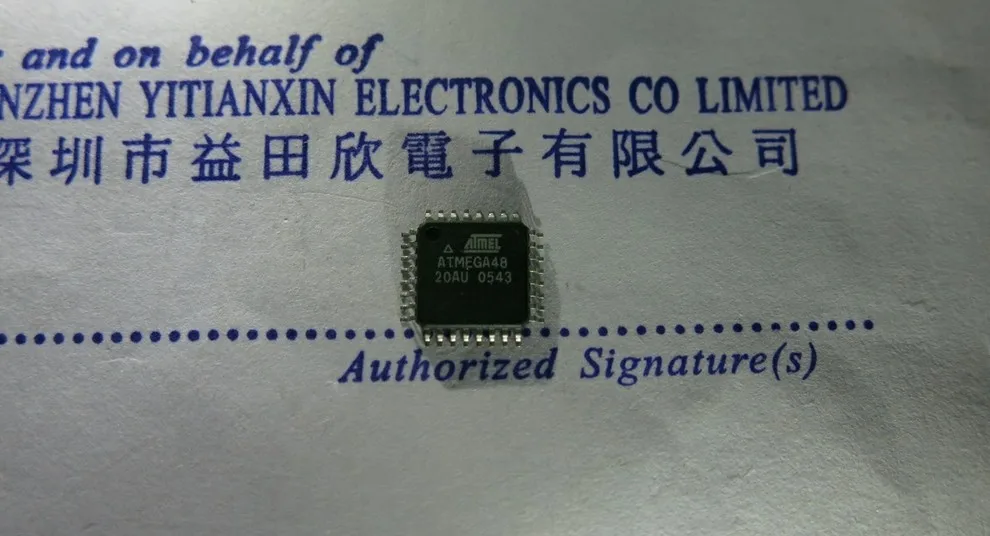 and on behalf of
NZHEN YITIANXIN ELECTRONICS CO LIMITED
深圳市益田欣電子有限公司
ATMEL
ATMEGA48
20AU 0543
Authorized Signature(s)